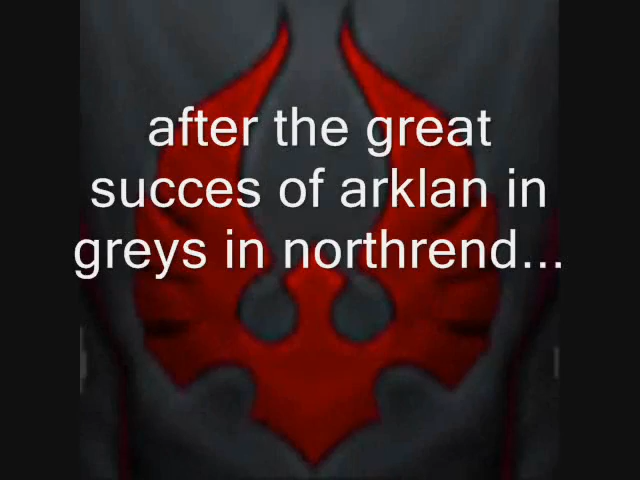 after the great
succes of arklan in
greys in northrend...